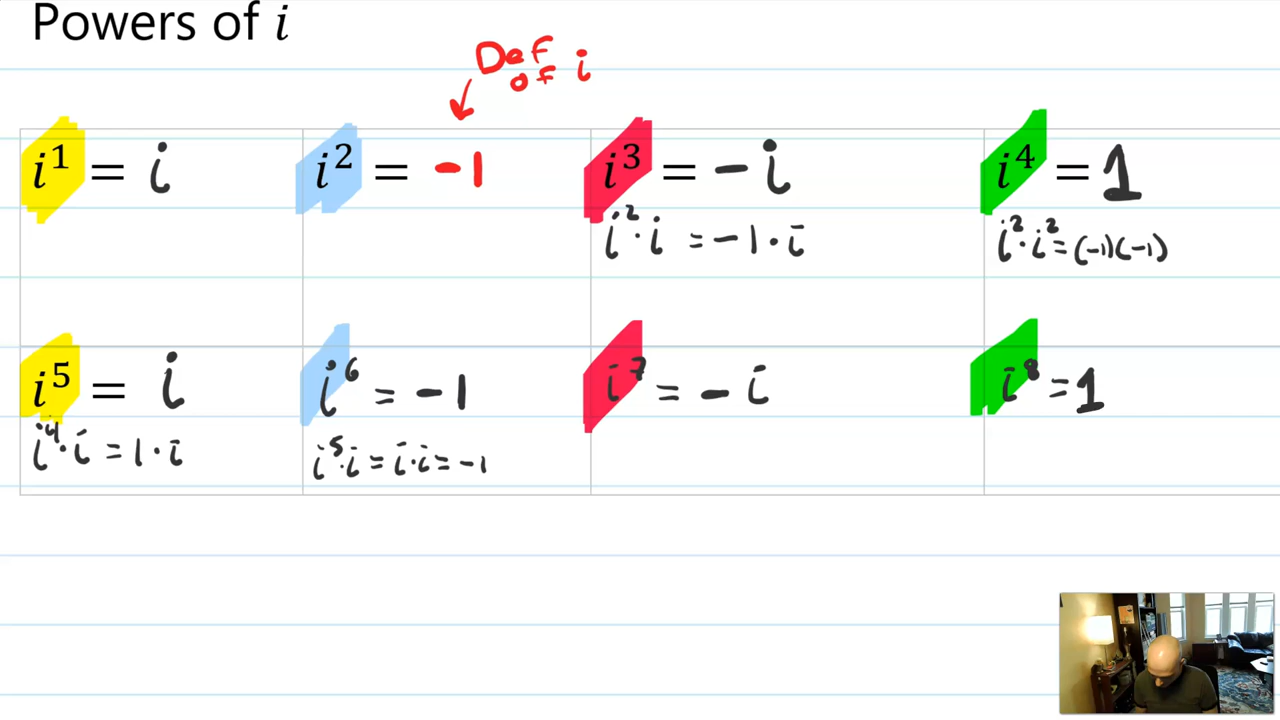 Powers of i
Def
of i
i¹ = i
i² = -1
i³ = -i
i⁴ = 1
i²·i = -1·i
i²·i² = (-1)(-1)
i⁵ = i
i⁶ = -1
i⁷ = -i
i⁸ = 1
i⁴·i = 1·i
i⁵·i = i·i = -1